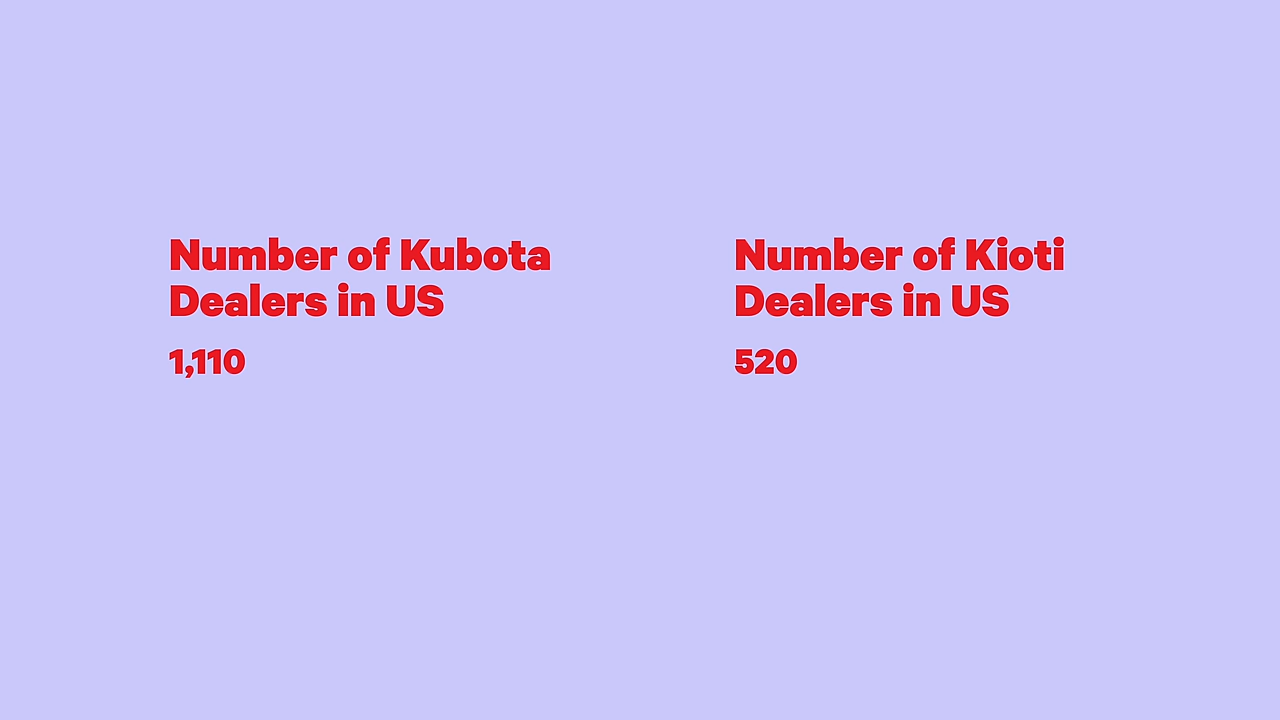 Number of Kubota
Dealers in US
1,110
Number of Kioti
Dealers in US
520